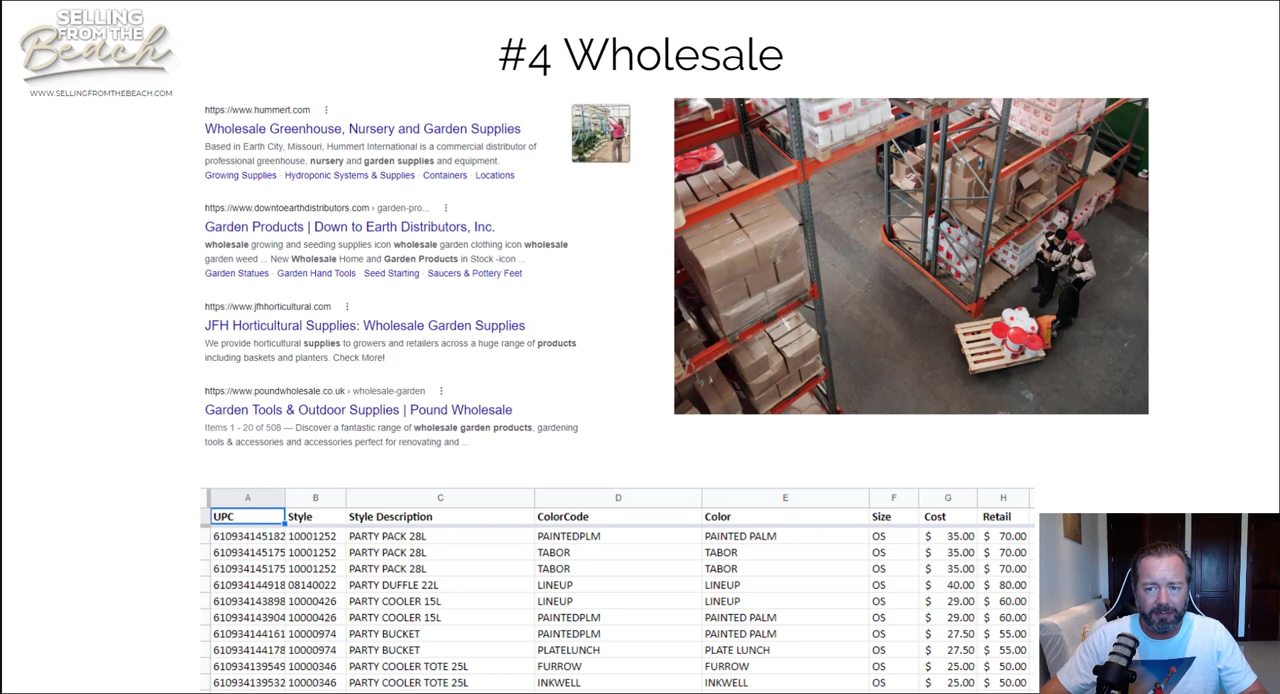 SELLING
FROM THE
Beach
WWW.SELLINGFROMTHEBEACH.COM
#4 Wholesale
https://www.hummert.com
Wholesale Greenhouse, Nursery and Garden Supplies
Based in Earth City, Missouri, Hummert International is a commercial distributor of
professional greenhouse, nursery and garden supplies and equipment.
Growing Supplies · Hydroponic Systems & Supplies · Containers · Locations
https://www.downtoearthdistributors.com › garden-pro...
Garden Products | Down to Earth Distributors, Inc.
wholesale growing and seeding supplies icon wholesale garden clothing icon wholesale
garden weed ... New Wholesale Home and Garden Products in Stock -icon ...
Garden Statues · Garden Hand Tools · Seed Starting · Saucers & Pottery Feet
https://www.jfhhorticultural.com
JFH Horticultural Supplies: Wholesale Garden Supplies
We provide horticultural supplies to growers and retailers across a huge range of products
including baskets and planters. Check More!
https://www.poundwholesale.co.uk › wholesale-garden
Garden Tools & Outdoor Supplies | Pound Wholesale
Items 1 - 20 of 508 — Discover a fantastic range of wholesale garden products, gardening
tools & accessories and accessories perfect for renovating and ...
A B C D E F G H
UPC Style Style Description ColorCode Color Size Cost Retail
610934145182 10001252 PARTY PACK 28L PAINTEDPLM PAINTED PALM OS $ 35.00 $ 70.00
610934145175 10001252 PARTY PACK 28L TABOR TABOR OS $ 35.00 $ 70.00
610934145175 10001252 PARTY PACK 28L TABOR TABOR OS $ 35.00 $ 70.00
610934144918 08140022 PARTY DUFFLE 22L LINEUP LINEUP OS $ 40.00 $ 80.00
610934143898 10000426 PARTY COOLER 15L LINEUP LINEUP OS $ 29.00 $ 60.00
610934143904 10000426 PARTY COOLER 15L PAINTEDPLM PAINTED PALM OS $ 29.00 $ 60.00
610934144161 10000974 PARTY BUCKET PAINTEDPLM PAINTED PALM OS $ 27.50 $ 55.00
610934144178 10000974 PARTY BUCKET PLATELUNCH PLATE LUNCH OS $ 27.50 $ 55.00
610934139549 10000346 PARTY COOLER TOTE 25L FURROW FURROW OS $ 25.00 $ 50.00
610934139532 10000346 PARTY COOLER TOTE 25L INKWELL INKWELL OS $ 25.00 $ 50.00